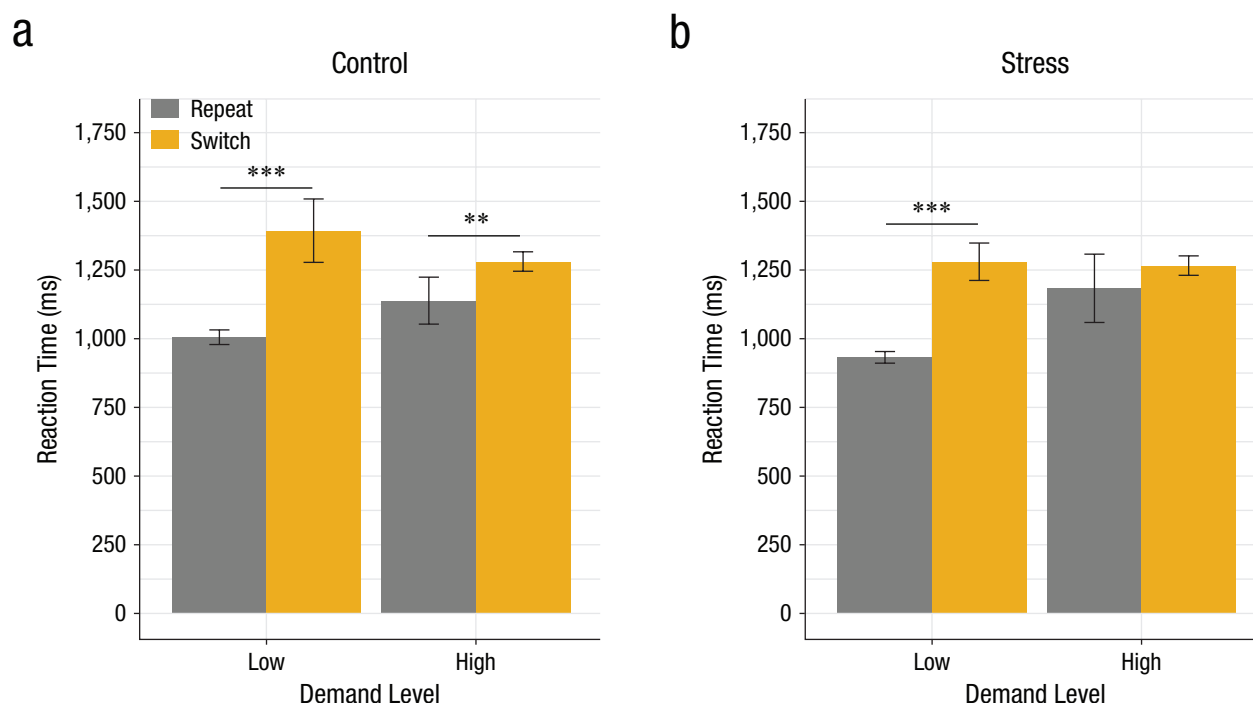 a
Control
Repeat
Switch
***
**
1,750
1,500
1,250
1,000
750
500
250
0
Reaction Time (ms)
Low
High
Demand Level
b
Stress
***
1,750
1,500
1,250
1,000
750
500
250
0
Reaction Time (ms)
Low
High
Demand Level